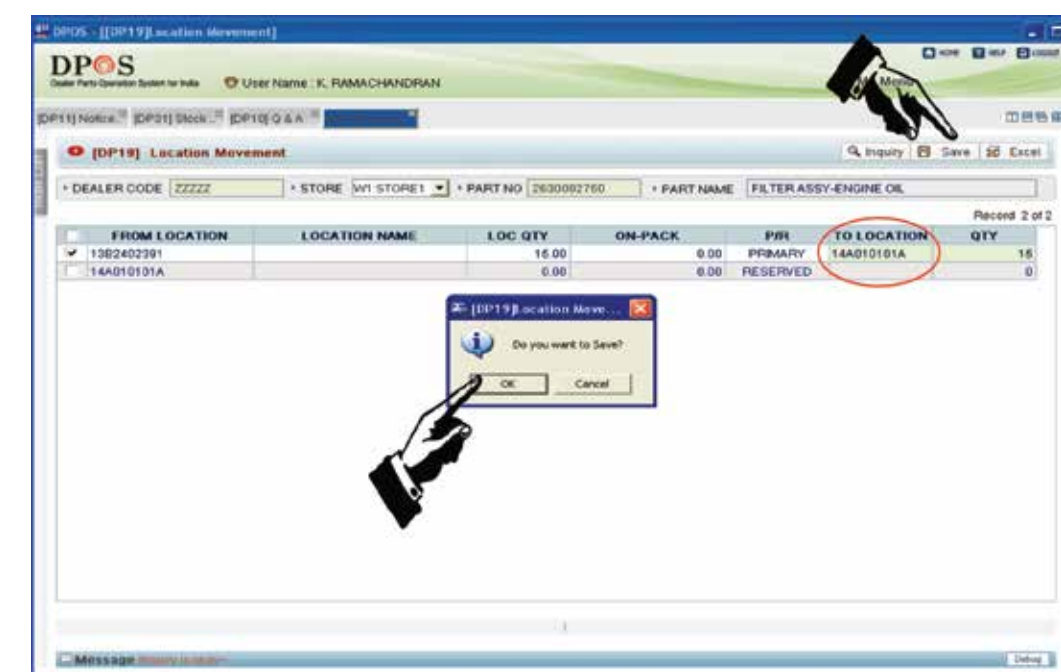 DPOS - [[DP19]Location Movement]
HOME HELP LOGOUT
DPOS
Dealer Parts Operation System for India
User Name : K. RAMACHANDRAN
Menu
[DP11] Notice.. [DP31] Stock .. [DP10] Q & A
[DP19] Location Movement
Inquiry Save Excel
DEALER CODE ZZZZZ STORE W1 STORE1 PART NO 2630002760 PART NAME FILTER ASSY-ENGINE OIL
Record 2 of 2
FROM LOCATION LOCATION NAME LOC QTY ON-PACK P/R TO LOCATION QTY
13B2402391 15.00 0.00 PRIMARY 14A010101A 15
14A010101A 0.00 0.00 RESERVED 0
[DP19]Location Move...
Do you want to Save?
OK Cancel
Message
Debug